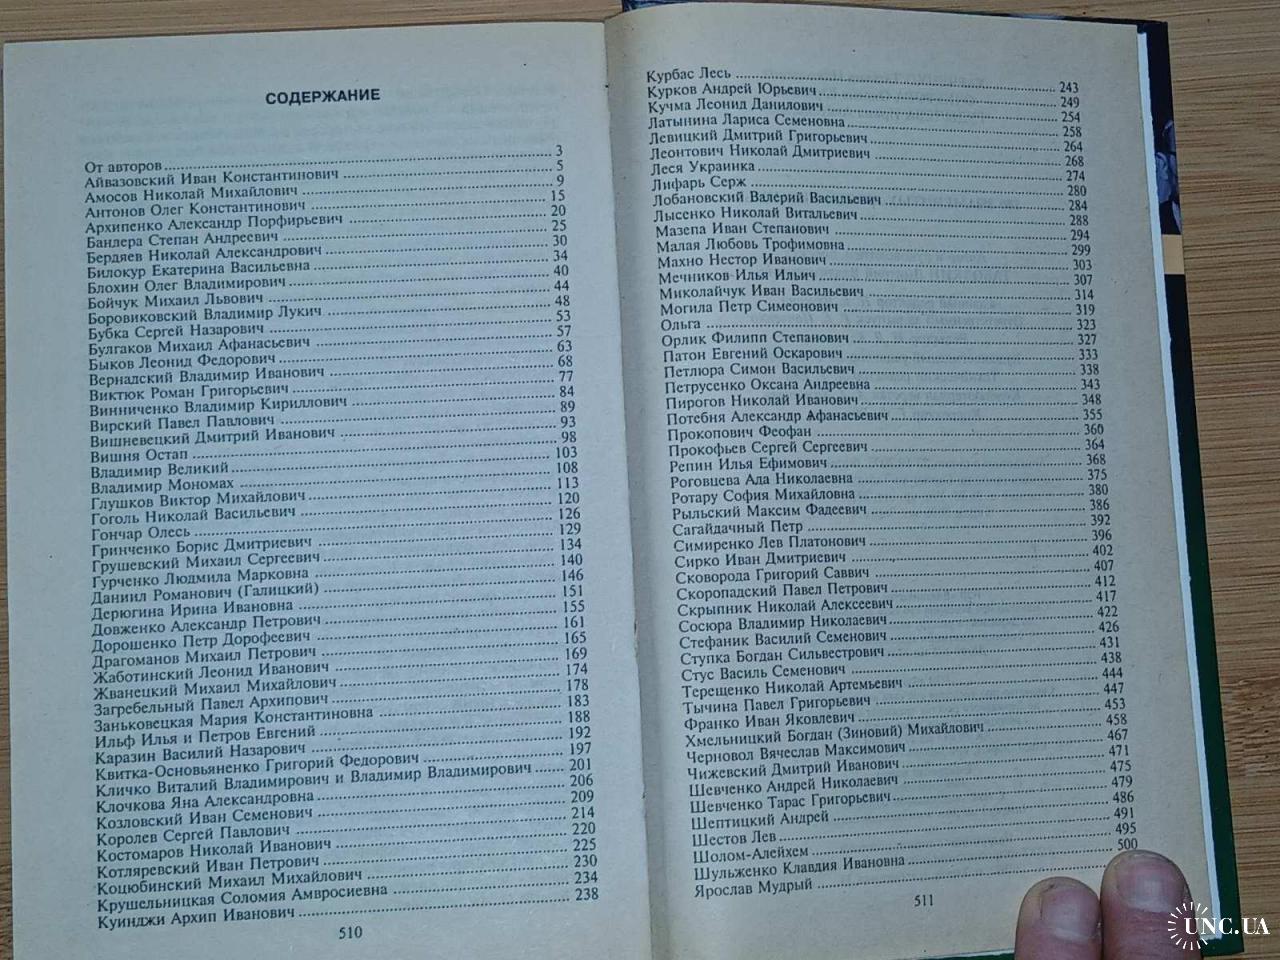 СОДЕРЖАНИЕ
От авторов 3
Айвазовский Иван Константинович 5
Амосов Николай Михайлович 9
Антонов Олег Константинович 15
Архипенко Александр Порфирьевич 20
Бандера Степан Андреевич 25
Бердяев Николай Александрович 30
Билокур Екатерина Васильевна 34
Блохин Олег Владимирович 40
Бойчук Михаил Львович 44
Боровиковский Владимир Лукич 48
Бубка Сергей Назарович 53
Булгаков Михаил Афанасьевич 57
Быков Леонид Федорович 63
Вернадский Владимир Иванович 68
Виктюк Роман Григорьевич 77
Винниченко Владимир Кириллович 84
Вирский Павел Павлович 89
Вишневецкий Дмитрий Иванович 93
Вишня Остап 98
Владимир Великий 103
Владимир Мономах 108
Глушков Виктор Михайлович 113
Гоголь Николай Васильевич 120
Гончар Олесь 126
Гринченко Борис Дмитриевич 129
Грушевский Михаил Сергеевич 134
Гурченко Людмила Марковна 140
Даниил Романович (Галицкий) 146
Дерюгина Ирина Ивановна 151
Довженко Александр Петрович 155
Дорошенко Петр Дорофеевич 161
Драгоманов Михаил Петрович 165
Жаботинский Леонид Иванович 169
Жванецкий Михаил Михайлович 174
Загребельный Павел Архипович 178
Заньковецкая Мария Константиновна 183
Ильф Илья и Петров Евгений 188
Каразин Василий Назарович 192
Квитка-Основьяненко Григорий Федорович 197
Кличко Виталий Владимирович и Владимир Владимирович 201
Клочкова Яна Александровна 206
Козловский Иван Семенович 209
Королев Сергей Павлович 214
Костомаров Николай Иванович 220
Котляревский Иван Петрович 225
Коцюбинский Михаил Михайлович 230
Крушельницкая Соломия Амвросиевна 234
Куинджи Архип Иванович 238
510
Курбас Лесь 243
Курков Андрей Юрьевич 249
Кучма Леонид Данилович 254
Латынина Лариса Семеновна 258
Левицкий Дмитрий Григорьевич 264
Леонтович Николай Дмитриевич 268
Леся Украинка 274
Лифарь Серж 280
Лобановский Валерий Васильевич 284
Лысенко Николай Витальевич 288
Мазепа Иван Степанович 294
Малая Любовь Трофимовна 299
Махно Нестор Иванович 303
Мечников Илья Ильич 307
Миколайчук Иван Васильевич 314
Могила Петр Симеонович 319
Ольга 323
Орлик Филипп Степанович 327
Патон Евгений Оскарович 333
Петлюра Симон Васильевич 338
Петрусенко Оксана Андреевна 343
Пирогов Николай Иванович 348
Потебня Александр Афанасьевич 355
Прокопович Феофан 360
Прокофьев Сергей Сергеевич 364
Репин Илья Ефимович 368
Роговцева Ада Николаевна 375
Ротару София Михайловна 380
Рыльский Максим Фадеевич 386
Сагайдачный Петр 392
Симиренко Лев Платонович 396
Сирко Иван Дмитриевич 402
Сковорода Григорий Саввич 407
Скоропадский Павел Петрович 412
Скрыпник Николай Алексеевич 417
Сосюра Владимир Николаевич 422
Стефаник Василий Семенович 426
Ступка Богдан Сильвестрович 431
Стус Василь Семенович 438
Терещенко Николай Артемьевич 444
Тычина Павел Григорьевич 447
Франко Иван Яковлевич 453
Хмельницкий Богдан (Зиновий) Михайлович 458
Черновол Вячеслав Максимович 467
Чижевский Дмитрий Иванович 471
Шевченко Андрей Николаевич 475
Шевченко Тарас Григорьевич 479
Шептицкий Андрей 486
Шестов Лев 491
Шолом-Алейхем 495
Шульженко Клавдия Ивановна 500
Ярослав Мудрый
511
UNC.UA